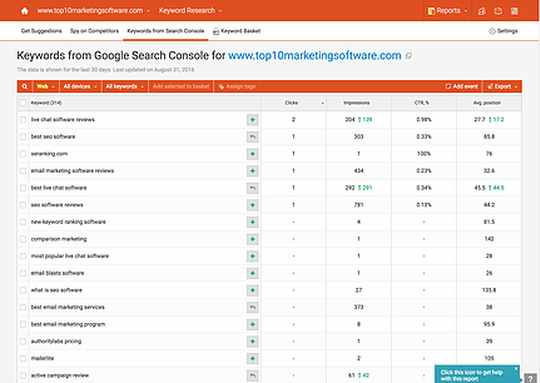 www.top10marketingsoftware.com Keyword Research Reports
Get Suggestions Spy on Competitors Keywords from Search Console Keyword Basket Settings
Keywords from Google Search Console for www.top10marketingsoftware.com
The data is shown for the last 30 days. Last updated on August 31, 2016
Web All devices All keywords Add selected to basket Assign tags Add event Export
Keyword (314) Clicks Impressions CTR, % Avg. position
live chat software reviews 2 204 199 0.98% 27.7 17.2
best seo software 1 303 0.33% 85.8
seranking.com 1 1 100% 76
email marketing software reviews 1 434 0.23% 32.6
best live chat software 1 292 291 0.34% 45.5 44.5
seo software reviews 1 781 0.13% 44.2
new keyword ranking software - 4 - 81.5
comparison marketing - 1 - 142
most popular live chat software - 1 - 28
email blasts software - 1 - 26
what is seo software - 27 - 135.8
best email marketing services - 373 - 38
best email marketing program - 8 - 95.9
authoritylabs pricing - 1 - 39
mailerlite - 2 - 105
active campaign review - 61 42
Click this icon to get help
with this report
?